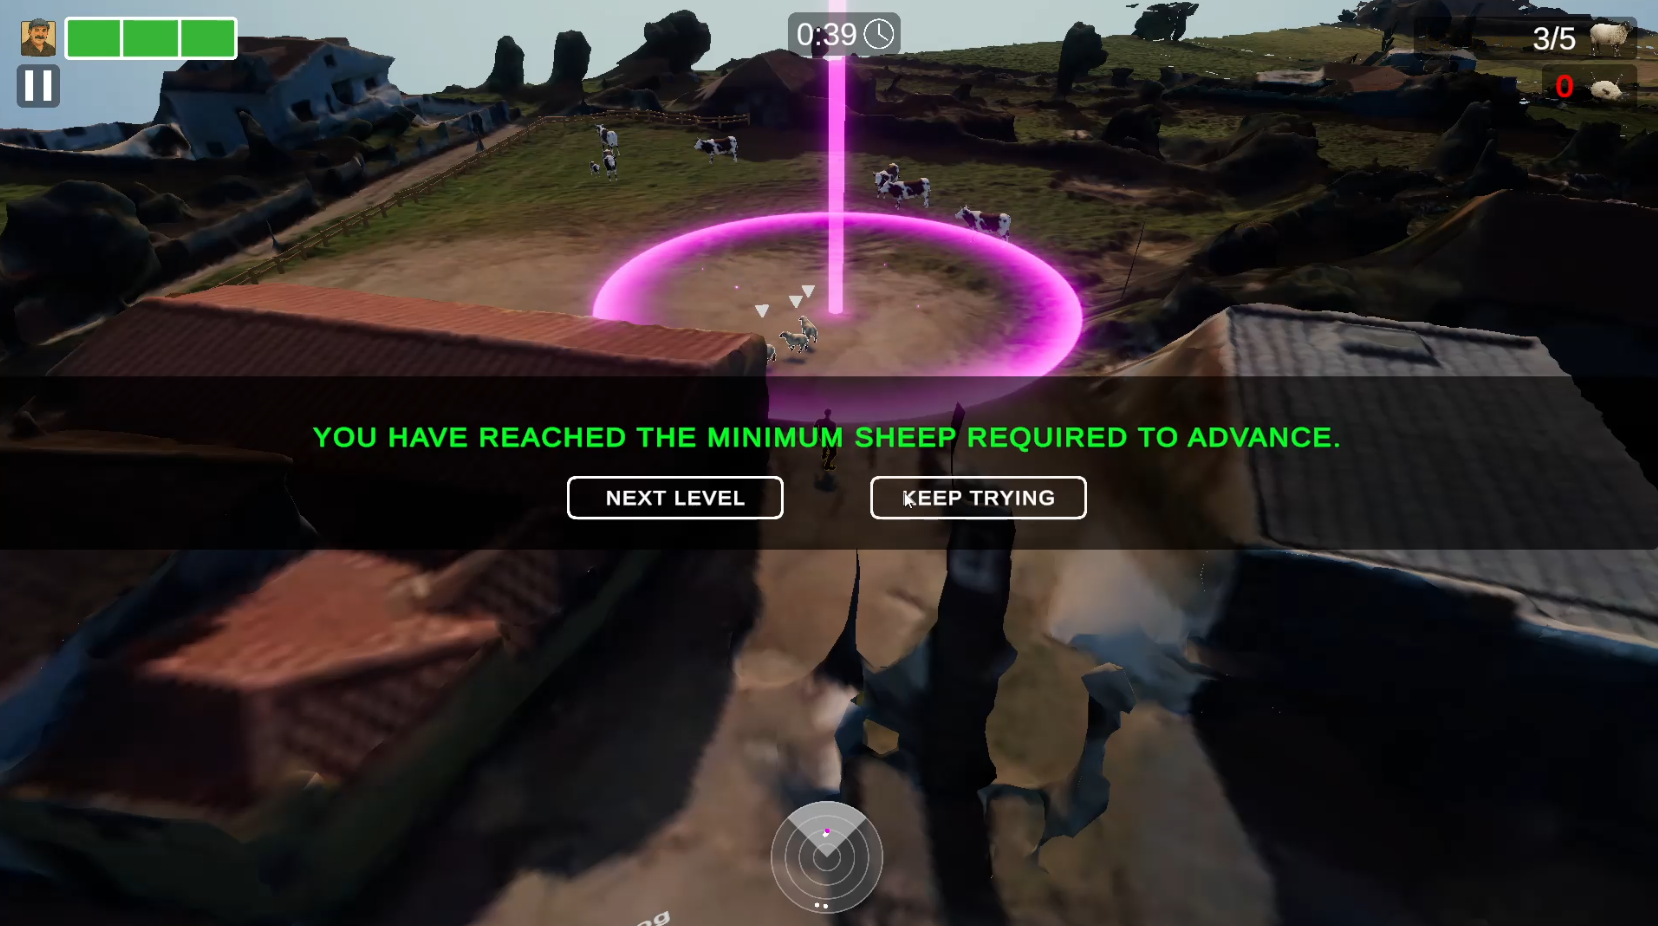 0:39
3/5
0
YOU HAVE REACHED THE MINIMUM SHEEP REQUIRED TO ADVANCE.
NEXT LEVEL
KEEP TRYING